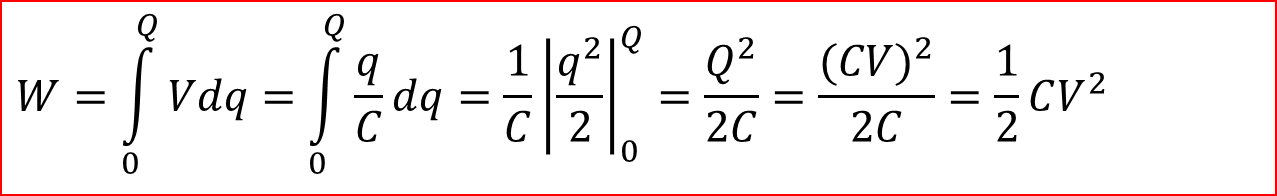 W = ∫₀^Q V dq = ∫₀^Q q/C dq = 1/C |q²/2|₀^Q = Q²/2C = (CV)²/2C = 1/2 CV²